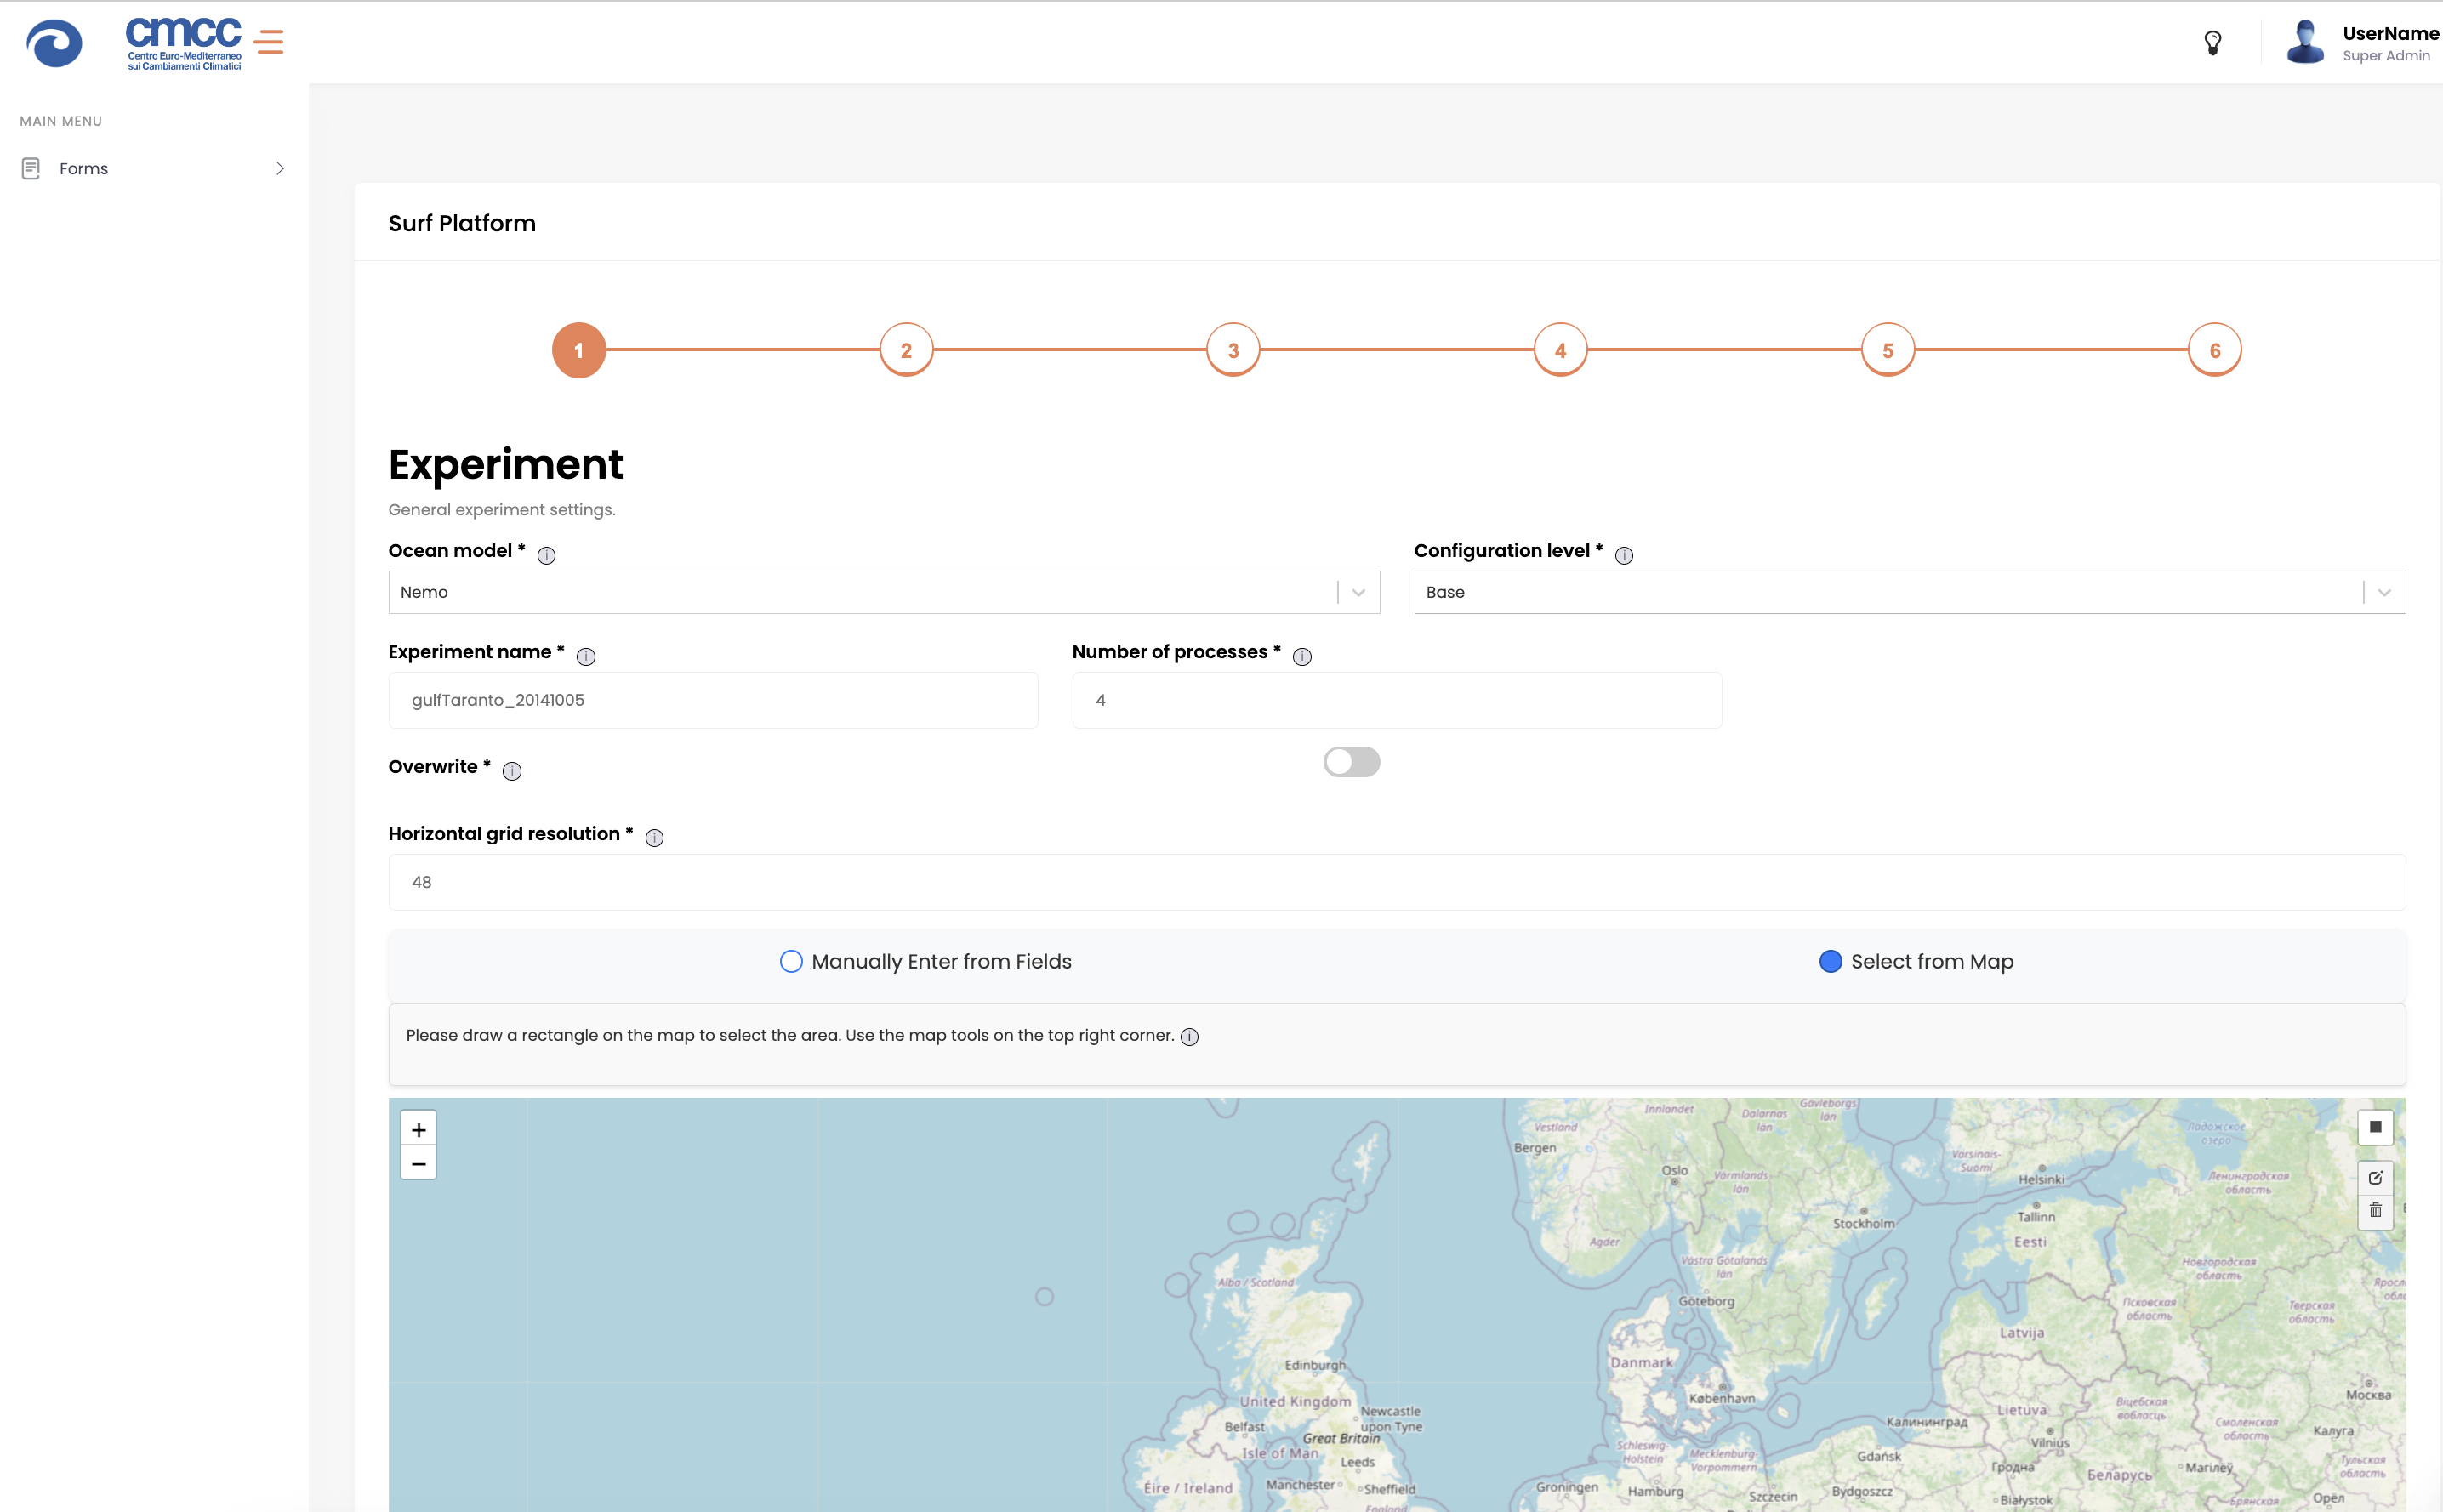 cmcc
Centro Euro-Mediterraneo
sui Cambiamenti Climatici
UserName
Super Admin
MAIN MENU
Forms
Surf Platform
1 2 3 4 5 6
Experiment
General experiment settings.
Ocean model * i
Configuration level * i
Nemo
Base
Experiment name * i
Number of processes * i
gulfTaranto_20141005
4
Overwrite * i
Horizontal grid resolution * i
48
Manually Enter from Fields
Select from Map
Please draw a rectangle on the map to select the area. Use the map tools on the top right corner. i
+
−
Innlandet
Dalarnas
län
Gävleborgs
län
Vestland
Bergen
Oslo
Värmlands
län
Varsinais-
Suomi
Helsinki
Ладожское
озеро
Ленинградская
область
Stockholm
Tallinn
Eesti
Agder
Västra Götalands
län
Новгородская
область
Alba / Scotland
Göteborg
Псковская
область
Тверская
область
Latvija
Edinburgh
Danmark
København
Москва
United Kingdom
Newcastle
upon Tyne
Belfast
Great Britain
Isle of Man
Leeds
Калининград
Lietuva
Vilnius
Віцебская
вобласць
Смоленская
область
Калуга
Schleswig-
Holstein
Mecklenburg-
Vorpommern
Gdańsk
Гродна
Беларусь
Магілёў
Тульская
область
Éire / Ireland
Manchester
Sheffield
England
Groningen
Hamburg
Szczecin
Bydgoszcz
Białystok
Брянская
Орёл